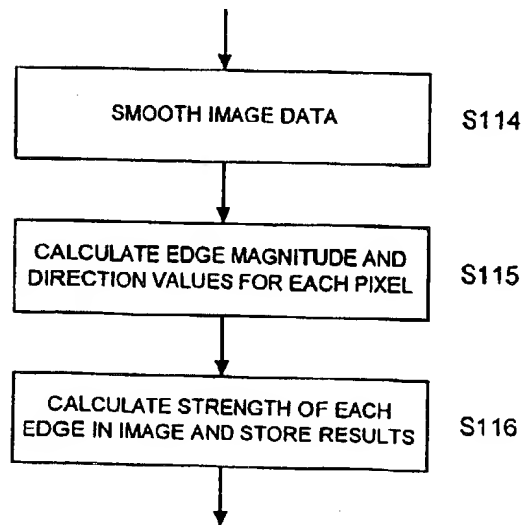 SMOOTH IMAGE DATA
S114
CALCULATE EDGE MAGNITUDE AND
DIRECTION VALUES FOR EACH PIXEL
S115
CALCULATE STRENGTH OF EACH
EDGE IN IMAGE AND STORE RESULTS
S116